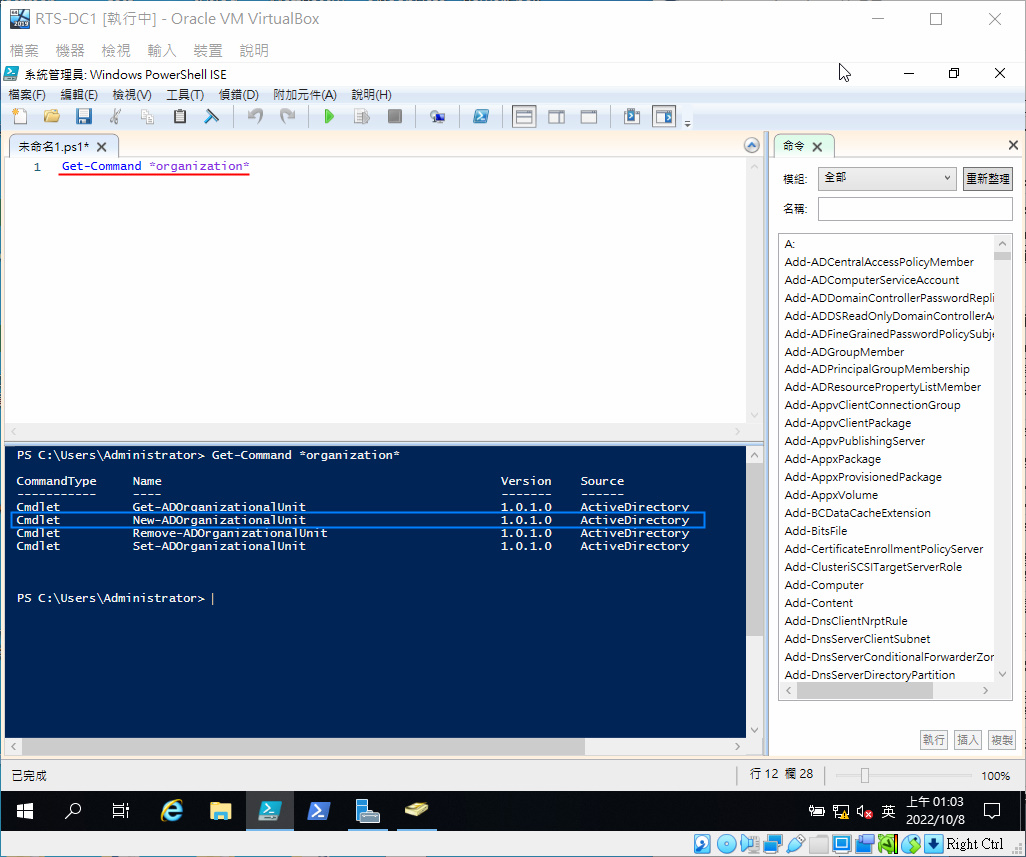 RTS-DC1 [執行中] - Oracle VM VirtualBox
檔案 機器 檢視 輸入 裝置 說明
系統管理員: Windows PowerShell ISE
檔案(F) 編輯(E) 檢視(V) 工具(T) 偵錯(D) 附加元件(A) 說明(H)
未命名1.ps1*
1 Get-Command *organization*
PS C:\Users\Administrator> Get-Command *organization*
CommandType Name Version Source
----------- ---- ------- ------
Cmdlet Get-ADOrganizationalUnit 1.0.1.0 ActiveDirectory
Cmdlet New-ADOrganizationalUnit 1.0.1.0 ActiveDirectory
Cmdlet Remove-ADOrganizationalUnit 1.0.1.0 ActiveDirectory
Cmdlet Set-ADOrganizationalUnit 1.0.1.0 ActiveDirectory
PS C:\Users\Administrator>
命令
模組: 全部 重新整理
名稱:
A:
Add-ADCentralAccessPolicyMember
Add-ADComputerServiceAccount
Add-ADDomainControllerPasswordRepli
Add-ADDSReadOnlyDomainControllerAc
Add-ADFineGrainedPasswordPolicySubje
Add-ADGroupMember
Add-ADPrincipalGroupMembership
Add-ADResourcePropertyListMember
Add-AppvClientConnectionGroup
Add-AppvClientPackage
Add-AppvPublishingServer
Add-AppxPackage
Add-AppxProvisionedPackage
Add-AppxVolume
Add-BCDataCacheExtension
Add-BitsFile
Add-CertificateEnrollmentPolicyServer
Add-ClusteriSCSITargetServerRole
Add-Computer
Add-Content
Add-DnsClientNrptRule
Add-DnsServerClientSubnet
Add-DnsServerConditionalForwarderZon
Add-DnsServerDirectoryPartition
執行 插入 複製
已完成 行 12 欄 28 100%
英 上午 01:03
2022/10/8
Right Ctrl